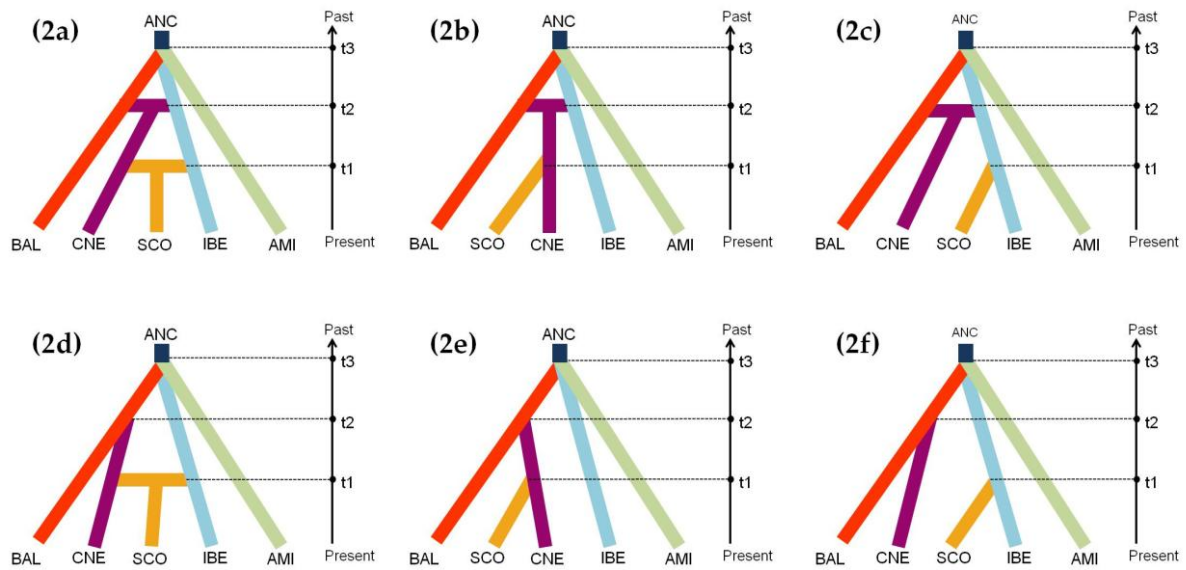 (2a)
ANC
Past
t3
t2
t1
BAL CNE SCO IBE AMI Present
(2b)
ANC
Past
t3
t2
t1
BAL SCO CNE IBE AMI Present
(2c)
ANC
Past
t3
t2
t1
BAL CNE SCO IBE AMI Present
(2d)
ANC
Past
t3
t2
t1
BAL CNE SCO IBE AMI Present
(2e)
ANC
Past
t3
t2
t1
BAL SCO CNE IBE AMI Present
(2f)
ANC
Past
t3
t2
t1
BAL CNE SCO IBE AMI Present